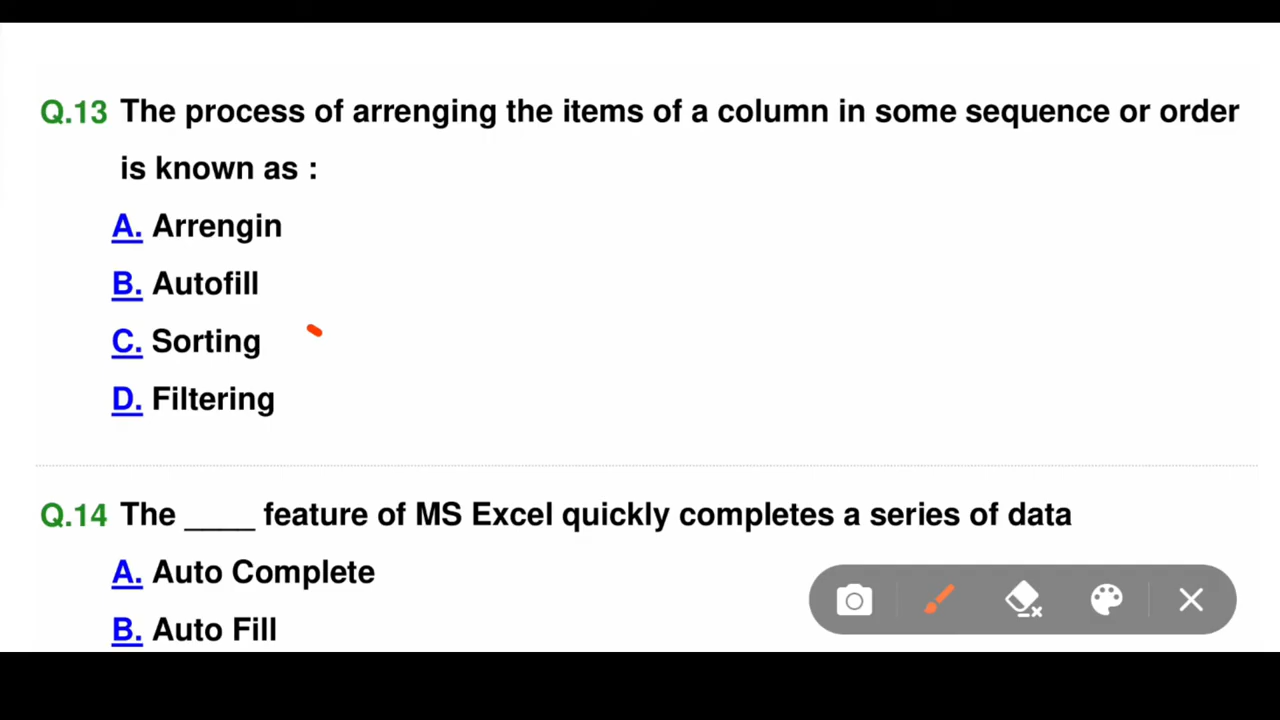 Q.13 The process of arrenging the items of a column in some sequence or order
is known as :
A. Arrengin
B. Autofill
C. Sorting
D. Filtering
Q.14 The ____ feature of MS Excel quickly completes a series of data
A. Auto Complete
B. Auto Fill